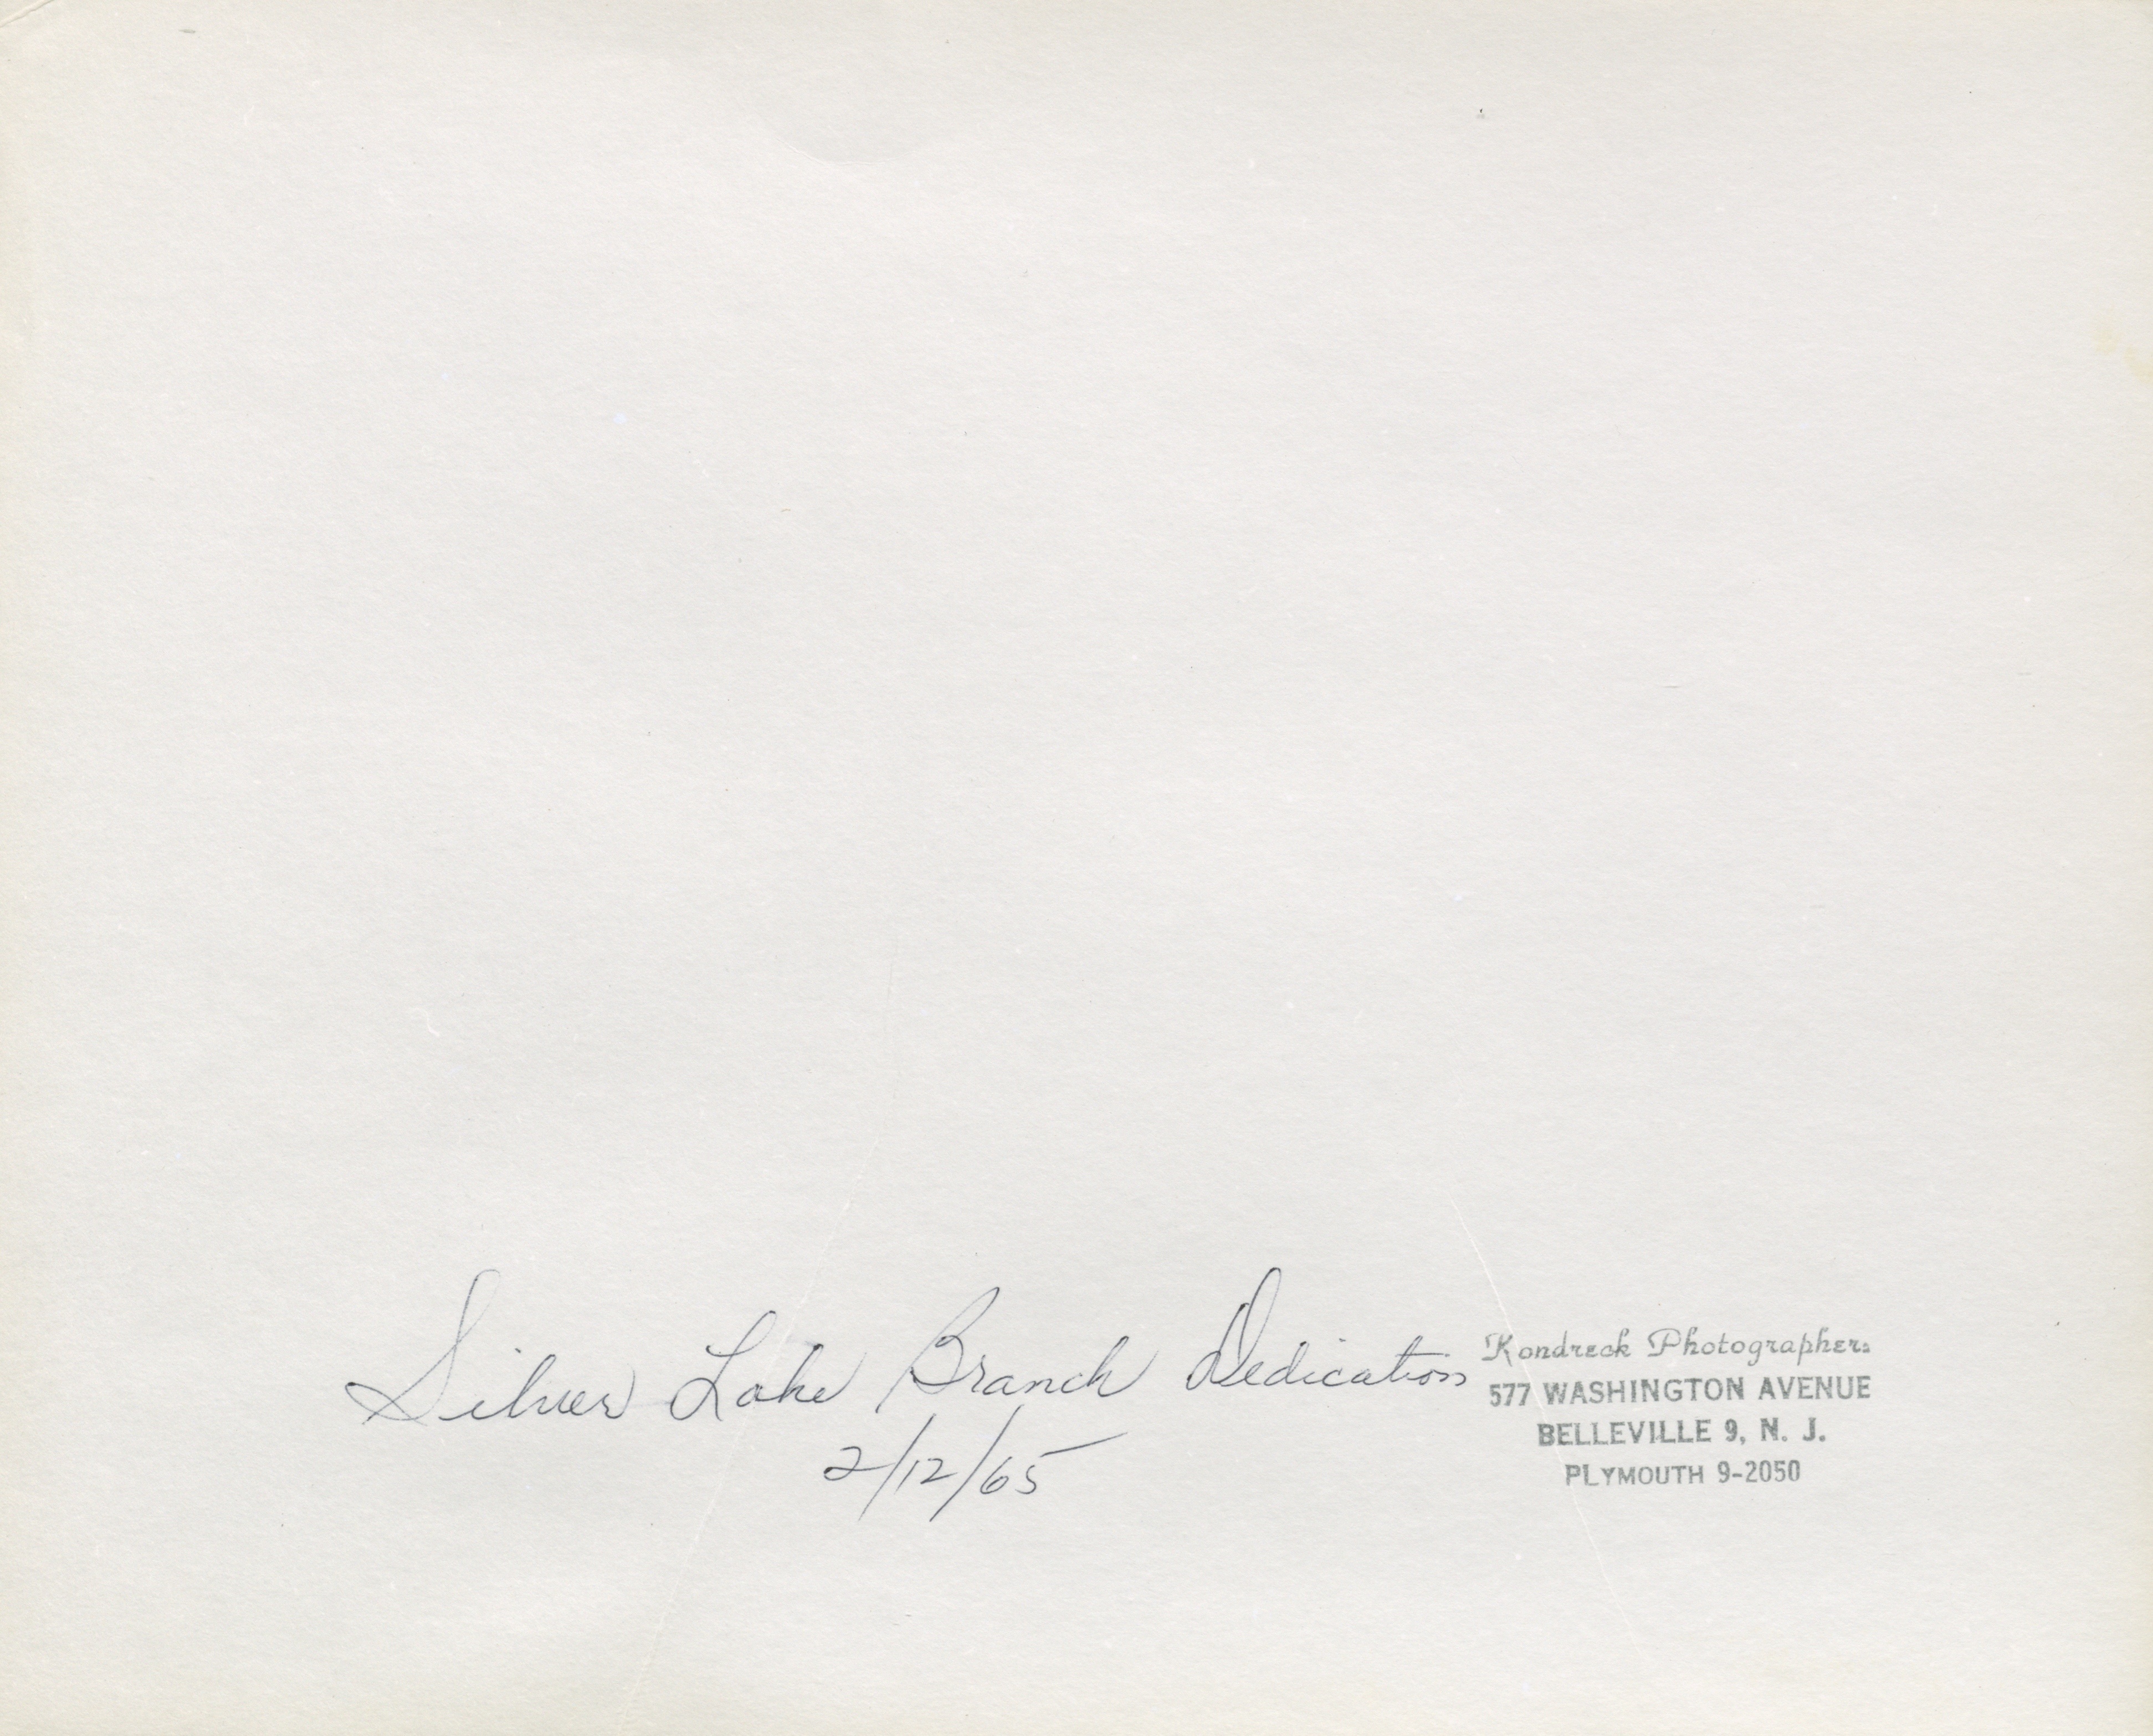 Silver Lake Branch Dedication
2/12/65
Kondreck Photographers
577 WASHINGTON AVENUE
BELLEVILLE 9, N. J.
PLYMOUTH 9-2050